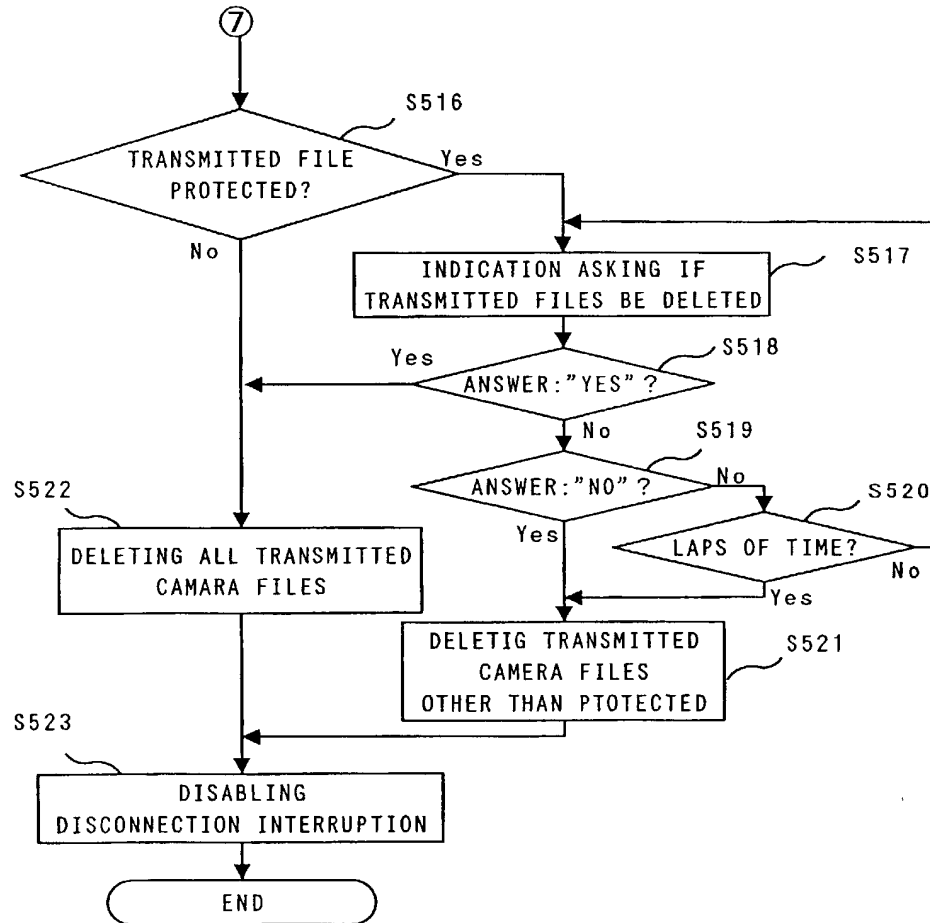 7
S516
TRANSMITTED FILE
PROTECTED?
Yes
No
S517
INDICATION ASKING IF
TRANSMITTED FILES BE DELETED
S518
Yes
ANSWER:"YES"?
No
S519
ANSWER:"NO"?
No
S520
Yes
LAPS OF TIME?
No
Yes
S522
DELETING ALL TRANSMITTED
CAMARA FILES
S521
DELETIG TRANSMITTED
CAMERA FILES
OTHER THAN PTOTECTED
S523
DISABLING
DISCONNECTION INTERRUPTION
END